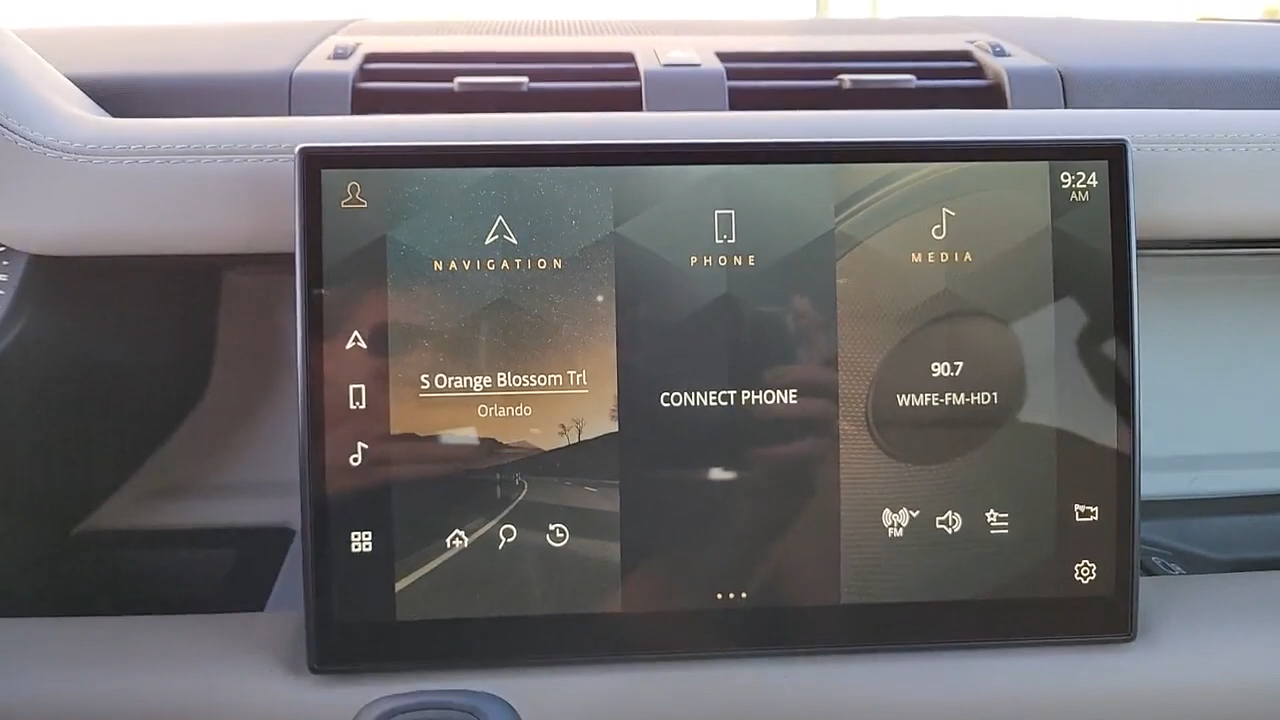 9:24
AM
NAVIGATION
PHONE
MEDIA
S Orange Blossom Trl
Orlando
CONNECT PHONE
90.7
WMFE-FM-HD1
FM